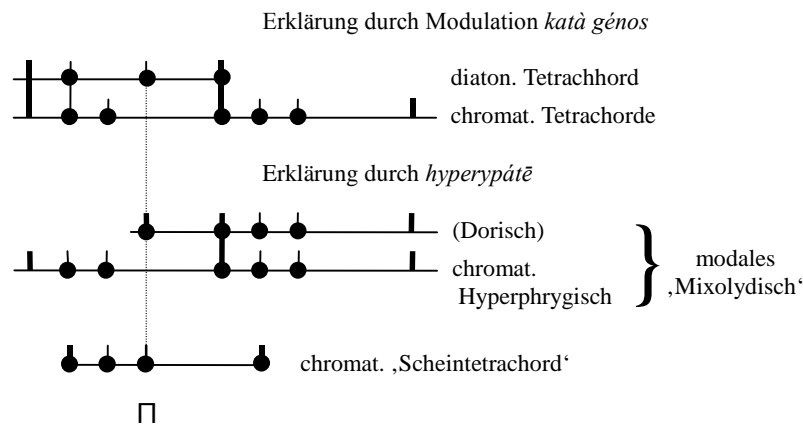 Erklärung durch Modulation katà génos
diaton. Tetrachhord
chromat. Tetrachorde
Erklärung durch hyperypátē
(Dorisch)
chromat.
Hyperphrygisch
modales
‚Mixolydisch‘
chromat. ‚Scheintetrachord‘
∏